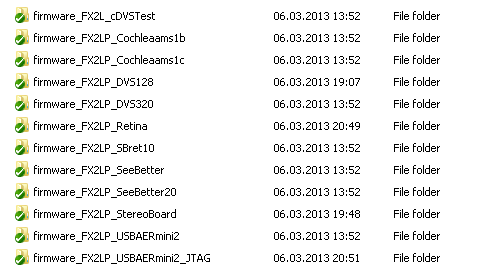 firmware_FX2L_cDVSTest 06.03.2013 13:52 File folder
firmware_FX2LP_Cochleaams1b 06.03.2013 13:52 File folder
firmware_FX2LP_Cochleaams1c 06.03.2013 13:52 File folder
firmware_FX2LP_DVS128 06.03.2013 19:07 File folder
firmware_FX2LP_DVS320 06.03.2013 13:52 File folder
firmware_FX2LP_Retina 06.03.2013 20:49 File folder
firmware_FX2LP_SBret10 06.03.2013 13:52 File folder
firmware_FX2LP_SeeBetter 06.03.2013 13:52 File folder
firmware_FX2LP_SeeBetter20 06.03.2013 13:52 File folder
firmware_FX2LP_StereoBoard 06.03.2013 19:48 File folder
firmware_FX2LP_USBAERmini2 06.03.2013 13:52 File folder
firmware_FX2LP_USBAERmini2_JTAG 06.03.2013 20:51 File folder